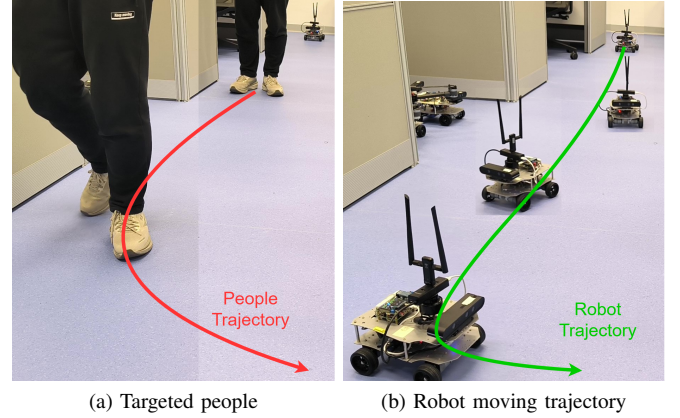 People
Trajectory
Robot
Trajectory
(a) Targeted people
(b) Robot moving trajectory